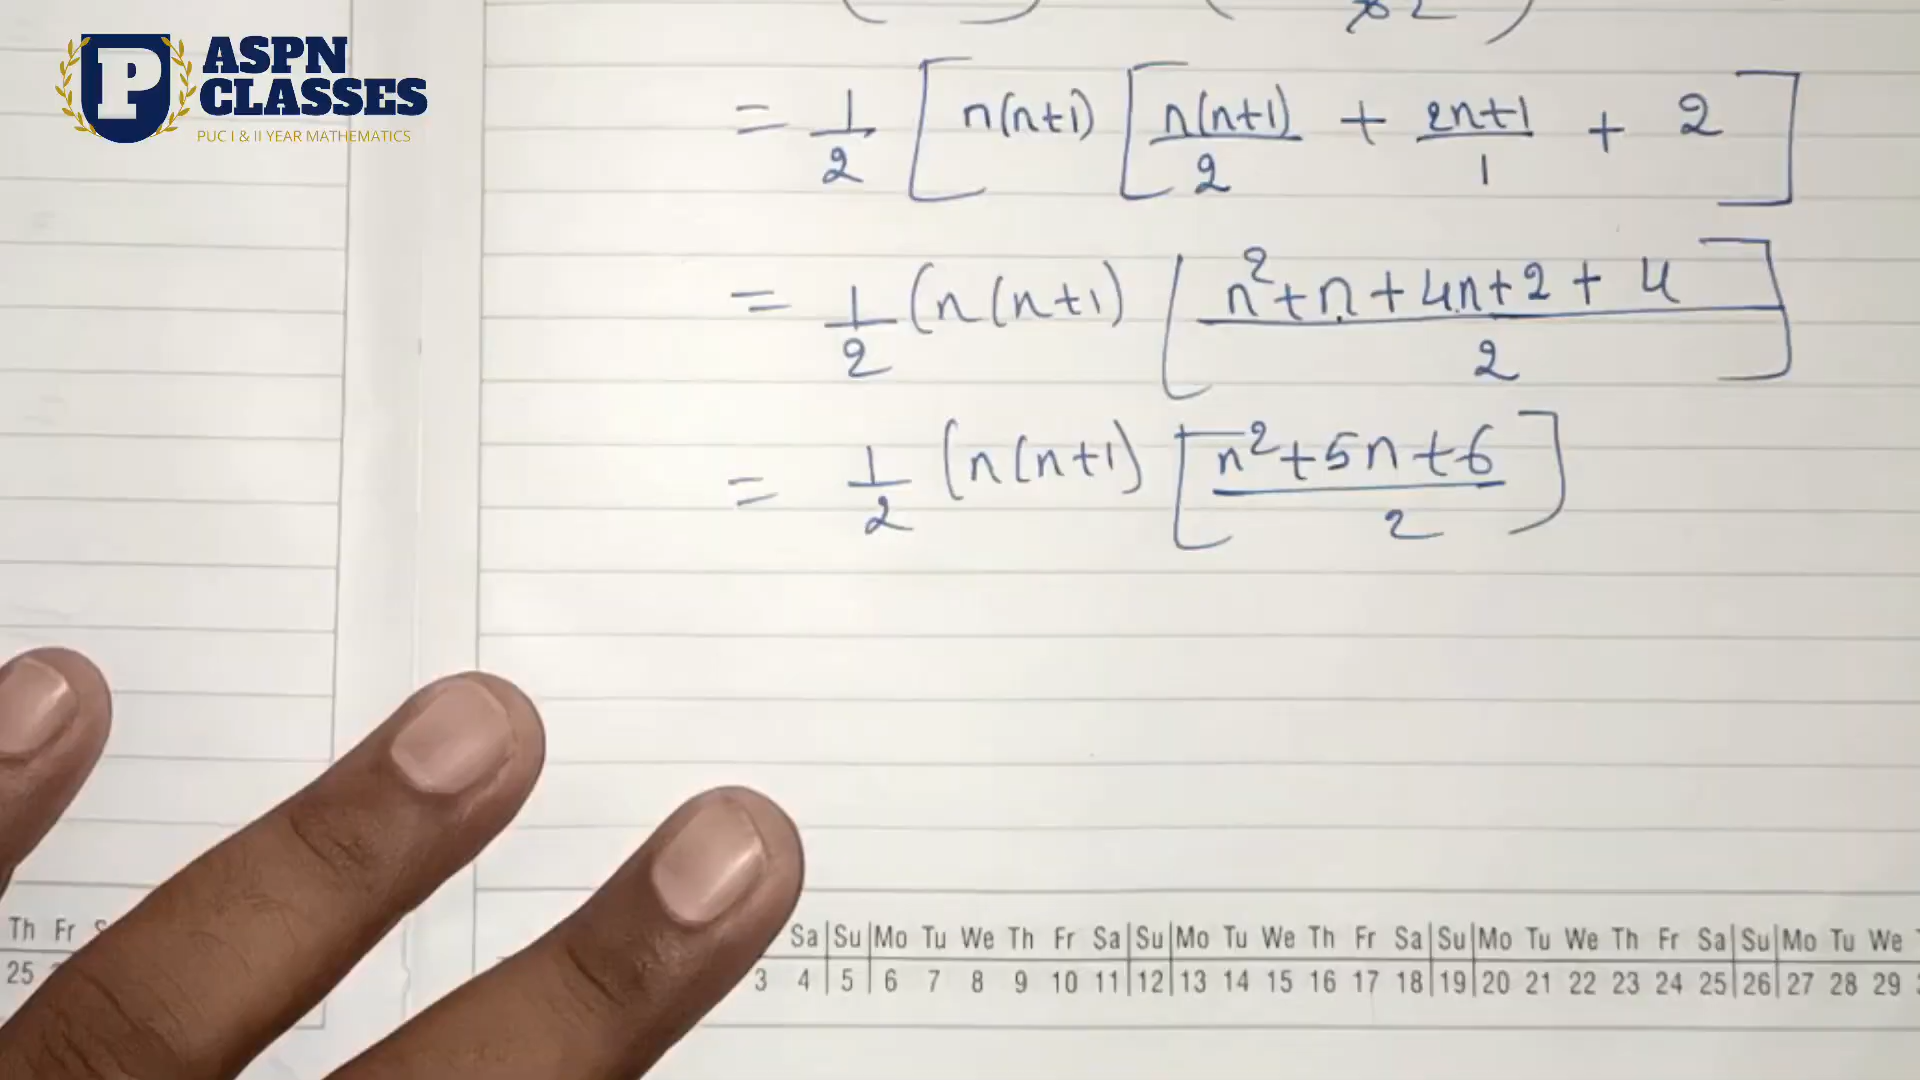 P ASPN
CLASSES
PUC I & II YEAR MATHEMATICS
= 1/2 [ n(n+1) [ n(n+1)/2 + 2n+1/1 + 2 ]
= 1/2 (n(n+1) [ n²+n+4n+2+4 / 2 ]
= 1/2 (n(n+1) [ n²+5n+6 / 2 ]
Th Fr
25
Sa Su Mo Tu We Th Fr Sa Su Mo Tu We Th Fr Sa Su Mo Tu We Th Fr Sa Su Mo Tu We
3 4 5 6 7 8 9 10 11 12 13 14 15 16 17 18 19 20 21 22 23 24 25 26 27 28 29